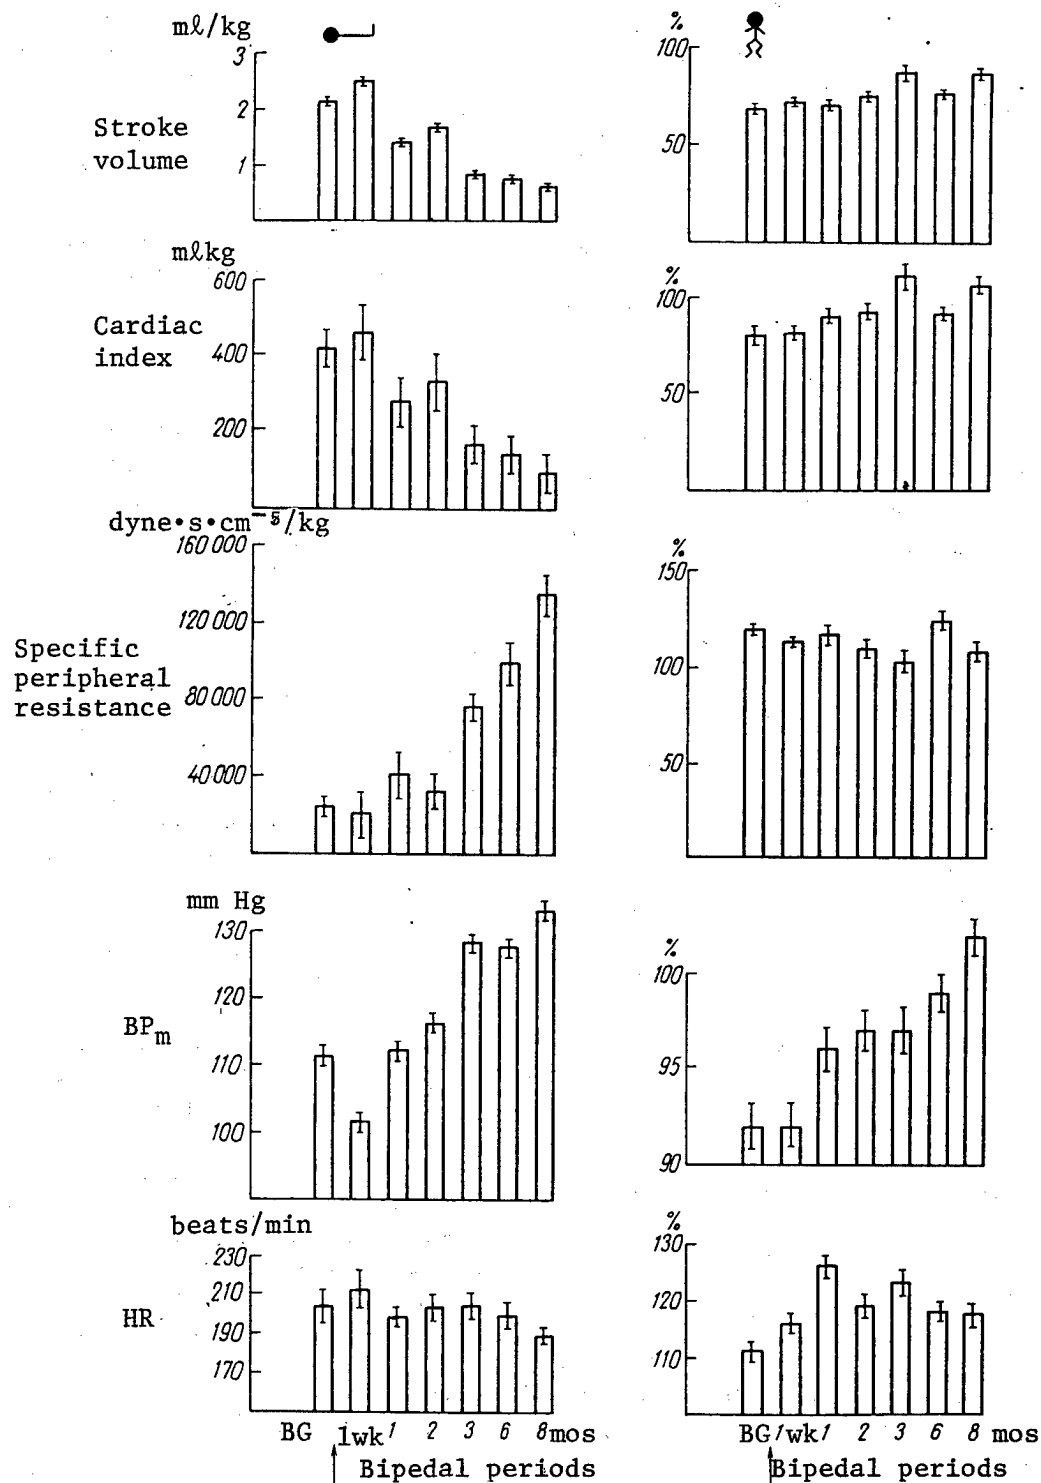 mℓ/kg
%
3
2
1
Stroke
volume
100
50
mℓkg
600
400
200
Cardiac
index
%
100
50
dyne•s•cm⁻⁵/kg
160 000
120 000
80 000
40 000
Specific
peripheral
resistance
%
150
100
50
mm Hg
130
120
110
100
BPm
%
100
95
90
beats/min
230
210
190
170
HR
%
130
120
110
BG 1wk 1 2 3 6 8 mos
Bipedal periods
BG 1wk 1 2 3 6 8 mos
Bipedal periods